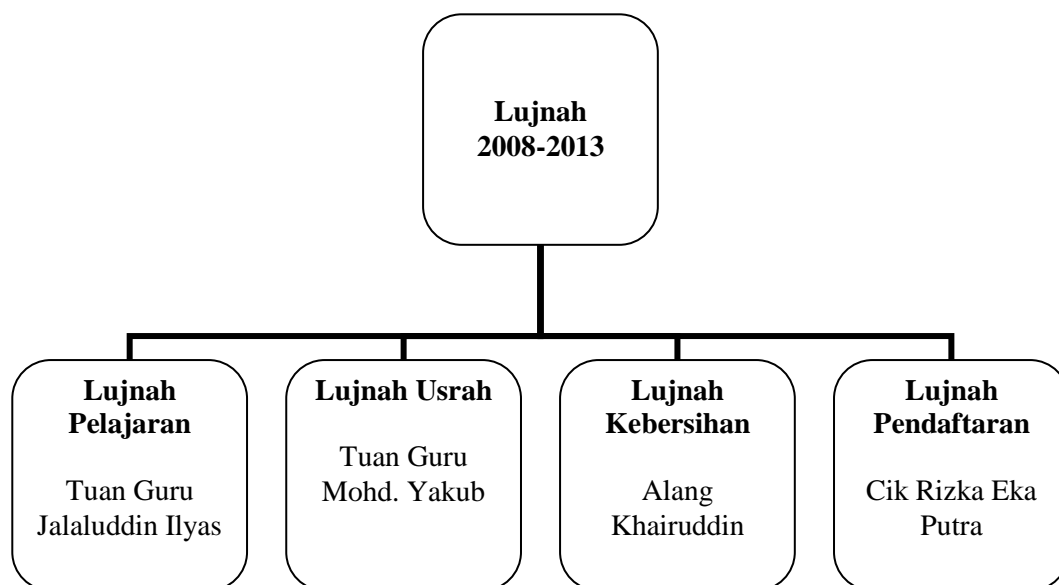 Lujnah
2008-2013
Lujnah
Pelajaran
Tuan Guru
Jalaluddin Ilyas
Lujnah Usrah
Tuan Guru
Mohd. Yakub
Lujnah
Kebersihan
Alang
Khairuddin
Lujnah
Pendaftaran
Cik Rizka Eka
Putra